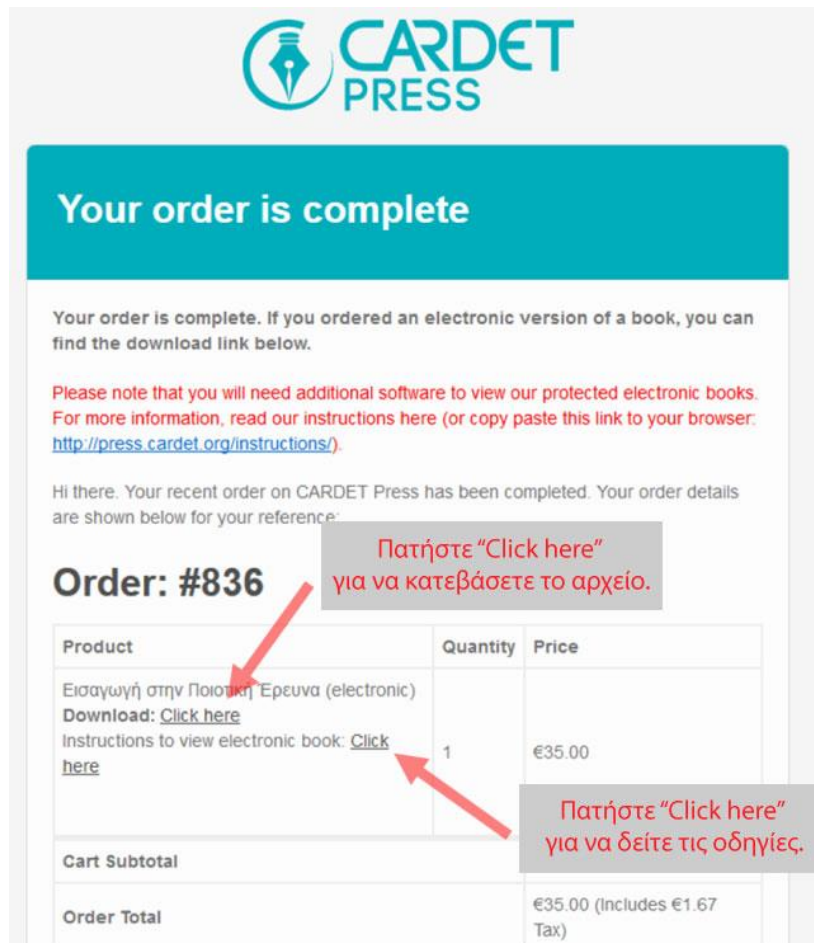 CARDET
PRESS
Your order is complete
Your order is complete. If you ordered an electronic version of a book, you can
find the download link below.
Please note that you will need additional software to view our protected electronic books.
For more information, read our instructions here (or copy paste this link to your browser:
http://press.cardet.org/instructions/).
Hi there. Your recent order on CARDET Press has been completed. Your order details
are shown below for your reference:
Πατήστε "Click here"
για να κατεβάσετε το αρχείο.
Order: #836
Product Quantity Price
Εισαγωγή στην Ποιοτική Έρευνα (electronic)
Download: Click here
Instructions to view electronic book: Click
here
1 €35.00
Πατήστε "Click here"
για να δείτε τις οδηγίες.
Cart Subtotal
Order Total €35.00 (Includes €1.67
Tax)